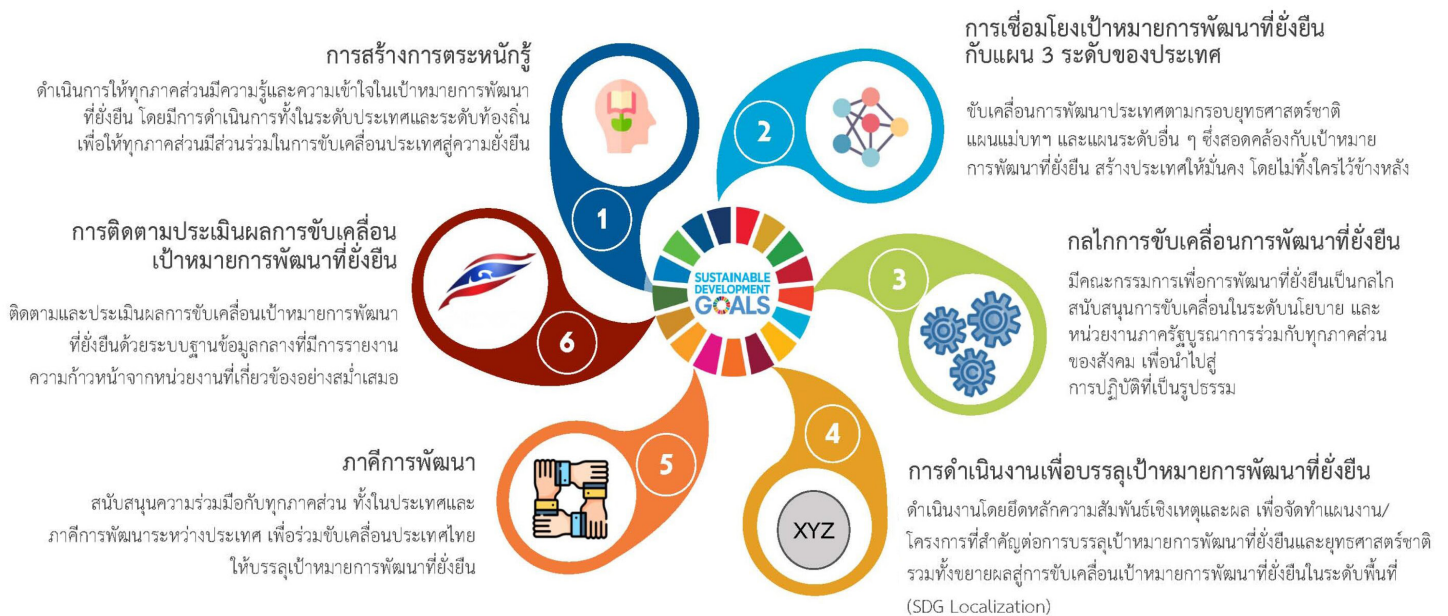 การสร้างการตระหนักรู้
ดำเนินการให้ทุกภาคส่วนมีความรู้และความเข้าใจในเป้าหมายการพัฒนา
ที่ยั่งยืน โดยมีการดำเนินการทั้งในระดับประเทศและระดับท้องถิ่น
เพื่อให้ทุกภาคส่วนมีส่วนร่วมในการขับเคลื่อนประเทศสู่ความยั่งยืน
1
การเชื่อมโยงเป้าหมายการพัฒนาที่ยั่งยืน
กับแผน 3 ระดับของประเทศ
ขับเคลื่อนการพัฒนาประเทศตามกรอบยุทธศาสตร์ชาติ
แผนแม่บทฯ และแผนระดับอื่น ๆ ซึ่งสอดคล้องกับเป้าหมาย
การพัฒนาที่ยั่งยืน สร้างประเทศให้มั่นคง โดยไม่ทิ้งใครไว้ข้างหลัง
2
กลไกการขับเคลื่อนการพัฒนาที่ยั่งยืน
มีคณะกรรมการเพื่อการพัฒนาที่ยั่งยืนเป็นกลไก
สนับสนุนการขับเคลื่อนในระดับนโยบาย และ
หน่วยงานภาครัฐบูรณาการร่วมกับทุกภาคส่วน
ของสังคม เพื่อนำไปสู่
การปฏิบัติที่เป็นรูปธรรม
3
SUSTAINABLE
DEVELOPMENT
GOALS
การดำเนินงานเพื่อบรรลุเป้าหมายการพัฒนาที่ยั่งยืน
ดำเนินงานโดยยึดหลักความสัมพันธ์เชิงเหตุและผล เพื่อจัดทำแผนงาน/
โครงการที่สำคัญต่อการบรรลุเป้าหมายการพัฒนาที่ยั่งยืนและยุทธศาสตร์ชาติ
รวมทั้งขยายผลสู่การขับเคลื่อนเป้าหมายการพัฒนาที่ยั่งยืนในระดับพื้นที่
(SDG Localization)
4
XYZ
ภาคีการพัฒนา
สนับสนุนความร่วมมือกับทุกภาคส่วน ทั้งในประเทศและ
ภาคีการพัฒนาระหว่างประเทศ เพื่อร่วมขับเคลื่อนประเทศไทย
ให้บรรลุเป้าหมายการพัฒนาที่ยั่งยืน
5
การติดตามประเมินผลการขับเคลื่อน
เป้าหมายการพัฒนาที่ยั่งยืน
ติดตามและประเมินผลการขับเคลื่อนเป้าหมายการพัฒนา
ที่ยั่งยืนด้วยระบบฐานข้อมูลกลางที่มีการรายงาน
ความก้าวหน้าจากหน่วยงานที่เกี่ยวข้องอย่างสม่ำเสมอ
6